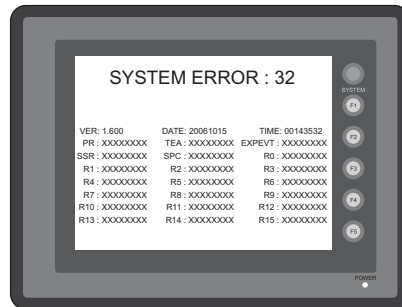 SYSTEM ERROR : 32
SYSTEM
F1
VER: 1.600 DATE: 20061015 TIME: 00143532
F2
PR : XXXXXXXX TEA : XXXXXXXX EXPEVT : XXXXXXXX
SSR : XXXXXXXX SPC : XXXXXXXX R0 : XXXXXXXX
R1 : XXXXXXXX R2 : XXXXXXXX R3 : XXXXXXXX
F3
R4 : XXXXXXXX R5 : XXXXXXXX R6 : XXXXXXXX
R7 : XXXXXXXX R8 : XXXXXXXX R9 : XXXXXXXX
F4
R10 : XXXXXXXX R11 : XXXXXXXX R12 : XXXXXXXX
R13 : XXXXXXXX R14 : XXXXXXXX R15 : XXXXXXXX
F5
POWER